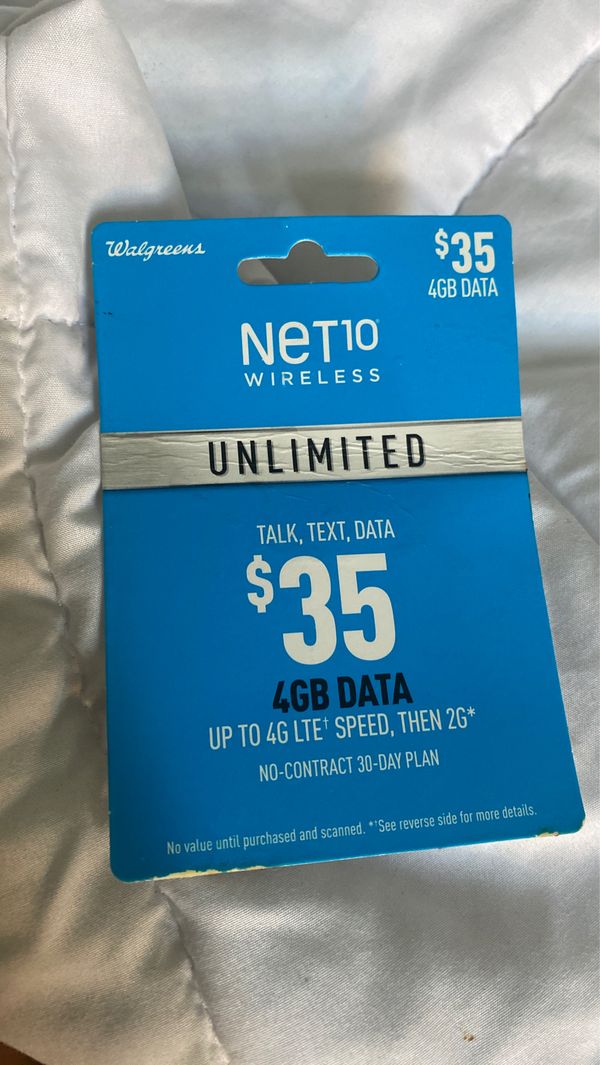 Walgreens
$35
4GB DATA
NET10®
WIRELESS
UNLIMITED
TALK, TEXT, DATA
$35
4GB DATA
UP TO 4G LTE† SPEED, THEN 2G*
NO-CONTRACT 30-DAY PLAN
No value until purchased and scanned. *†See reverse side for more details.